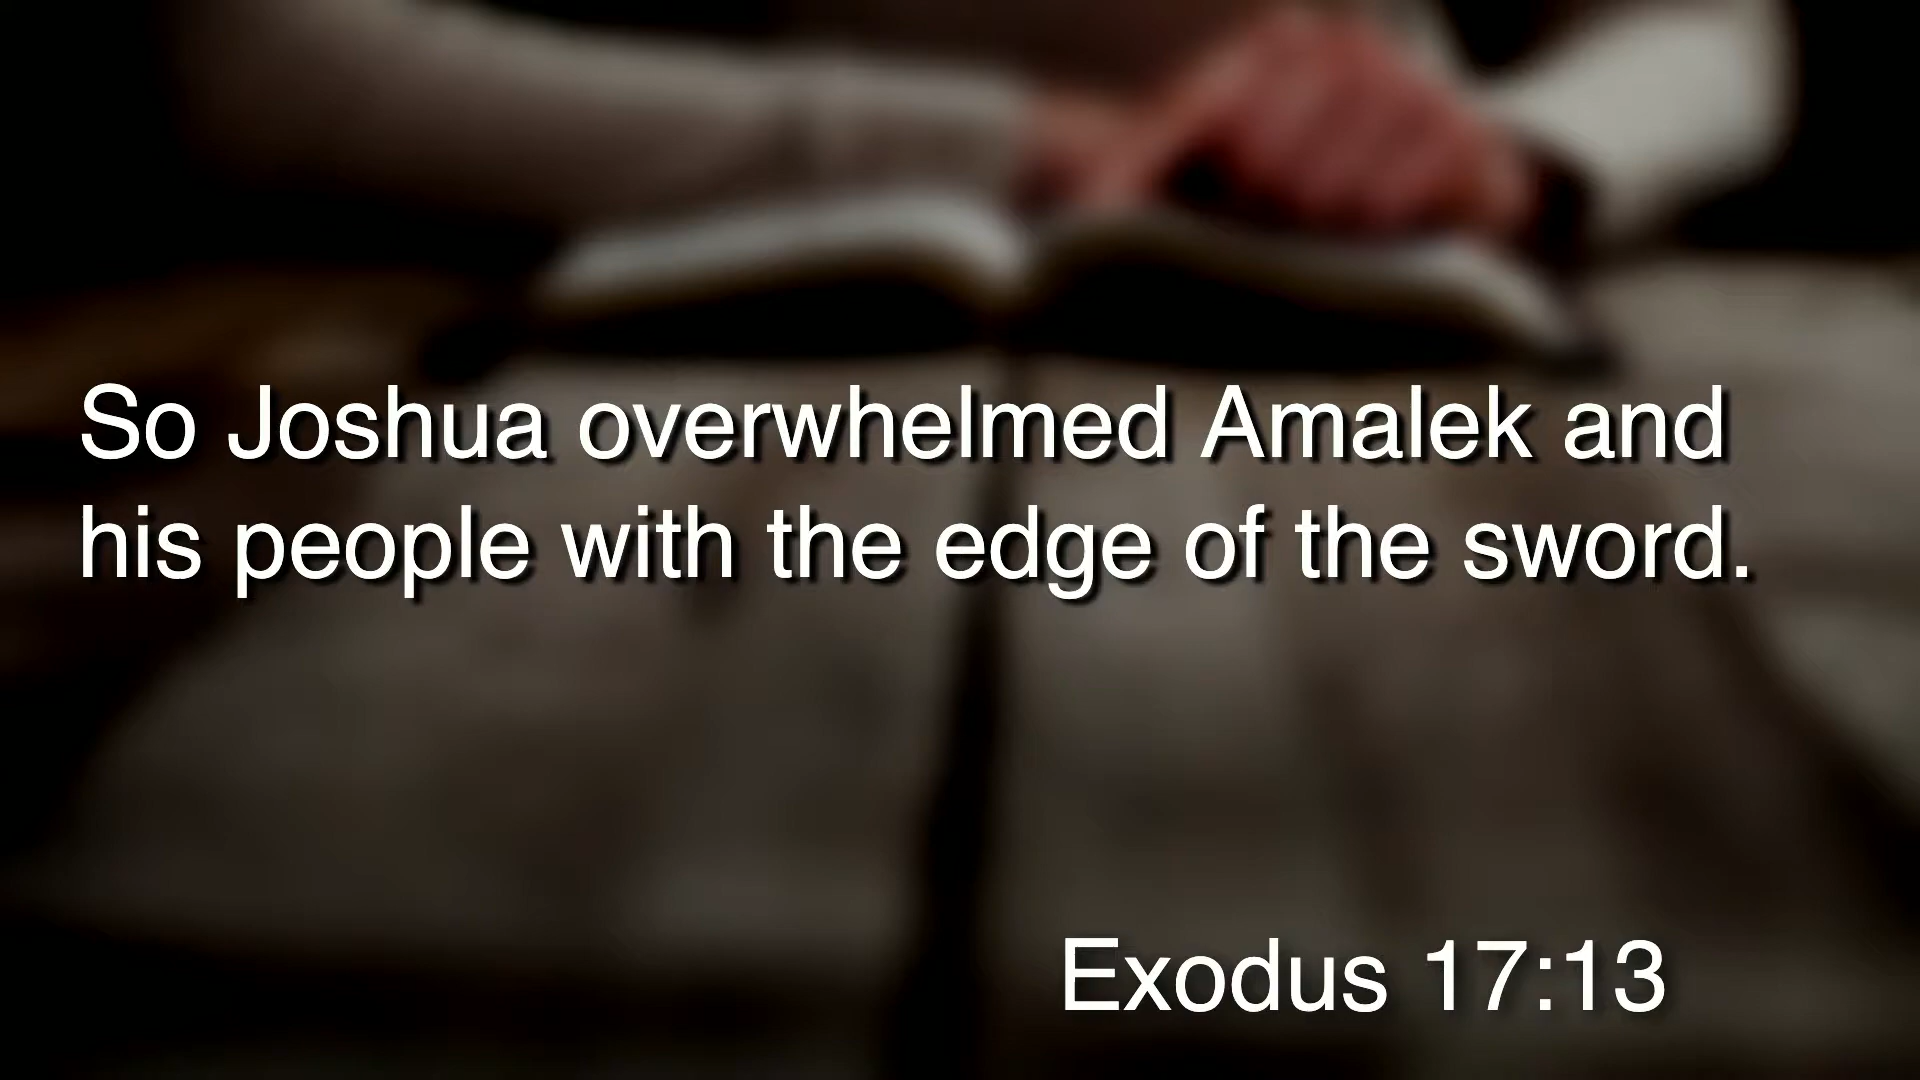 So Joshua overwhelmed Amalek and
his people with the edge of the sword.
Exodus 17:13